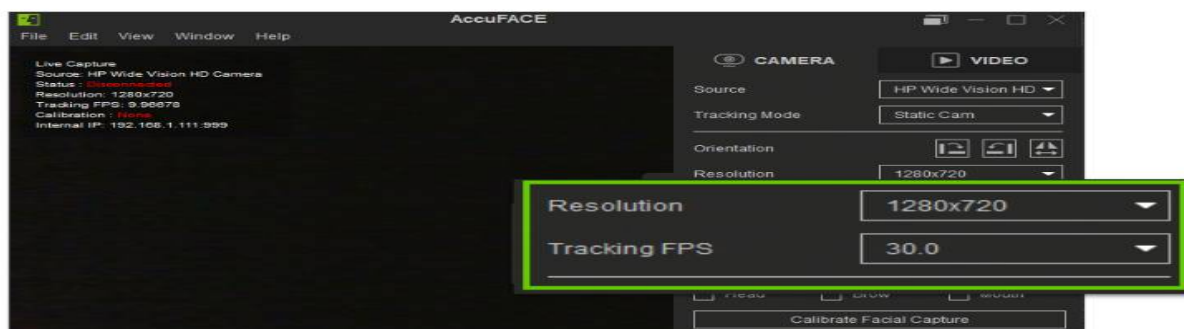 AccuFACE
File Edit View Window Help
Live Capture
Source: HP Wide Vision HD Camera
Status : Disconnected
Resolution: 1280x720
Tracking FPS: 9.96678
Calibration : None
Internal IP: 192.168.1.111:999
CAMERA VIDEO
Source HP Wide Vision HD
Tracking Mode Static Cam
Orientation
Resolution 1280x720
Resolution 1280x720
Tracking FPS 30.0
Head Brow Mouth
Calibrate Facial Capture